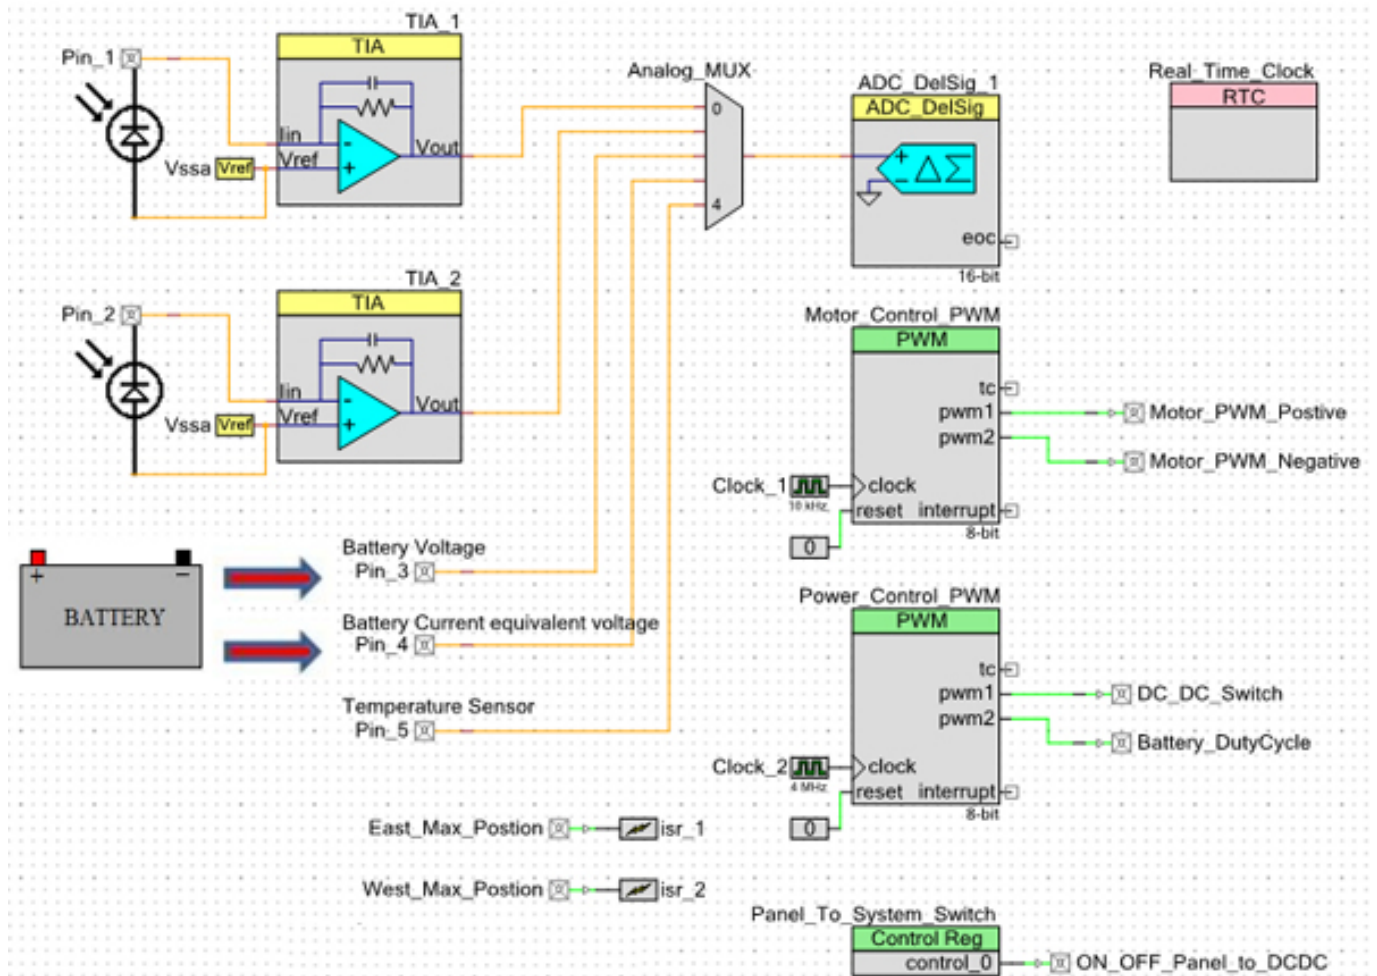 TIA_1
TIA
Pin_1
Iin
Vref
Vout
Vssa
Vref
Analog_MUX
0
4
ADC_DelSig_1
ADC_DelSig
+
-
ΔΣ
eoc
16-bit
Real_Time_Clock
RTC
TIA_2
TIA
Pin_2
Iin
Vref
Vout
Vssa
Vref
Motor_Control_PWM
PWM
tc
pwm1
pwm2
Motor_PWM_Postive
Motor_PWM_Negative
Clock_1
10 kHz
clock
reset
interrupt
8-bit
0
+
-
BATTERY
Battery Voltage
Pin_3
Battery Current equivalent voltage
Pin_4
Temperature Sensor
Pin_5
Power_Control_PWM
PWM
tc
pwm1
pwm2
DC_DC_Switch
Battery_DutyCycle
Clock_2
4 MHz
clock
reset
interrupt
8-bit
0
East_Max_Postion
isr_1
West_Max_Postion
isr_2
Panel_To_System_Switch
Control Reg
control_0
ON_OFF_Panel_to_DCDC